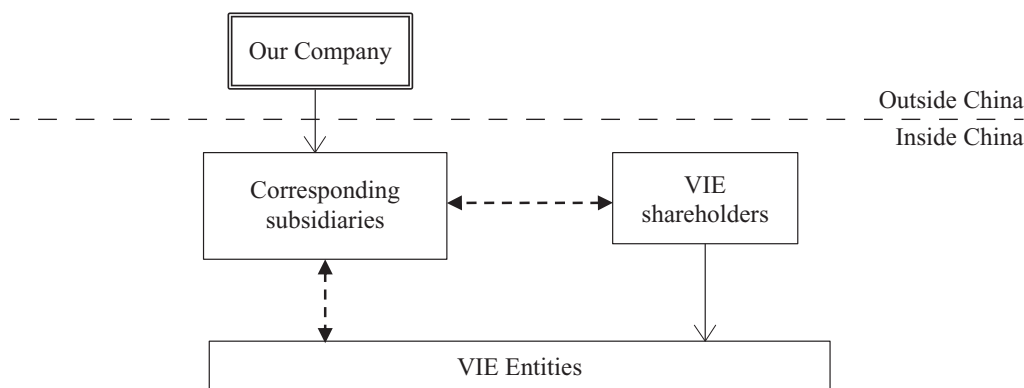 Our Company
Outside China
Inside China
Corresponding
subsidiaries
VIE
shareholders
VIE Entities